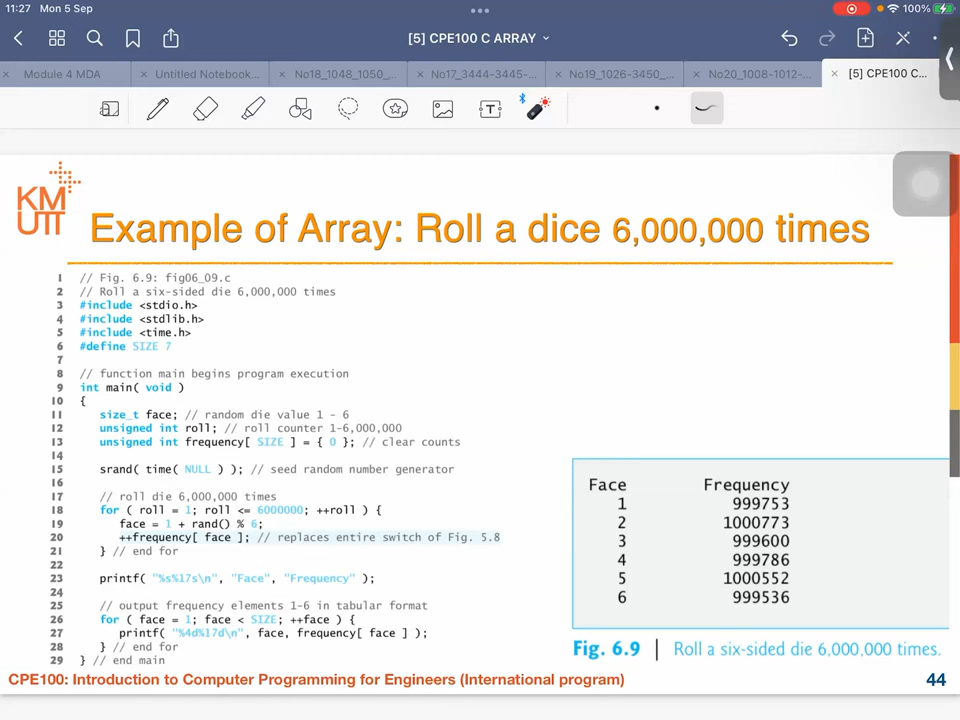 11:27 Mon 5 Sep
100%
[5] CPE100 C ARRAY
Module 4 MDA
Untitled Notebook...
No18_1048_1050_...
No17_3444-3445-...
No19_1026-3450_...
No20_1008-1012-...
[5] CPE100 C...
KM
UTT
Example of Array: Roll a dice 6,000,000 times
1 // Fig. 6.9: fig06_09.c
2 // Roll a six-sided die 6,000,000 times
3 #include <stdio.h>
4 #include <stdlib.h>
5 #include <time.h>
6 #define SIZE 7
7
8 // function main begins program execution
9 int main( void )
10 {
11 size_t face; // random die value 1 - 6
12 unsigned int roll; // roll counter 1-6,000,000
13 unsigned int frequency[ SIZE ] = { 0 }; // clear counts
14
15 srand( time( NULL ) ); // seed random number generator
16
17 // roll die 6,000,000 times
18 for ( roll = 1; roll <= 6000000; ++roll ) {
19 face = 1 + rand() % 6;
20 ++frequency[ face ]; // replaces entire switch of Fig. 5.8
21 } // end for
22
23 printf( "%s%17s\n", "Face", "Frequency" );
24
25 // output frequency elements 1-6 in tabular format
26 for ( face = 1; face < SIZE; ++face ) {
27 printf( "%4d%17d\n", face, frequency[ face ] );
28 } // end for
29 } // end main
Face Frequency
1 999753
2 1000773
3 999600
4 999786
5 1000552
6 999536
Fig. 6.9 | Roll a six-sided die 6,000,000 times.
CPE100: Introduction to Computer Programming for Engineers (International program)
44